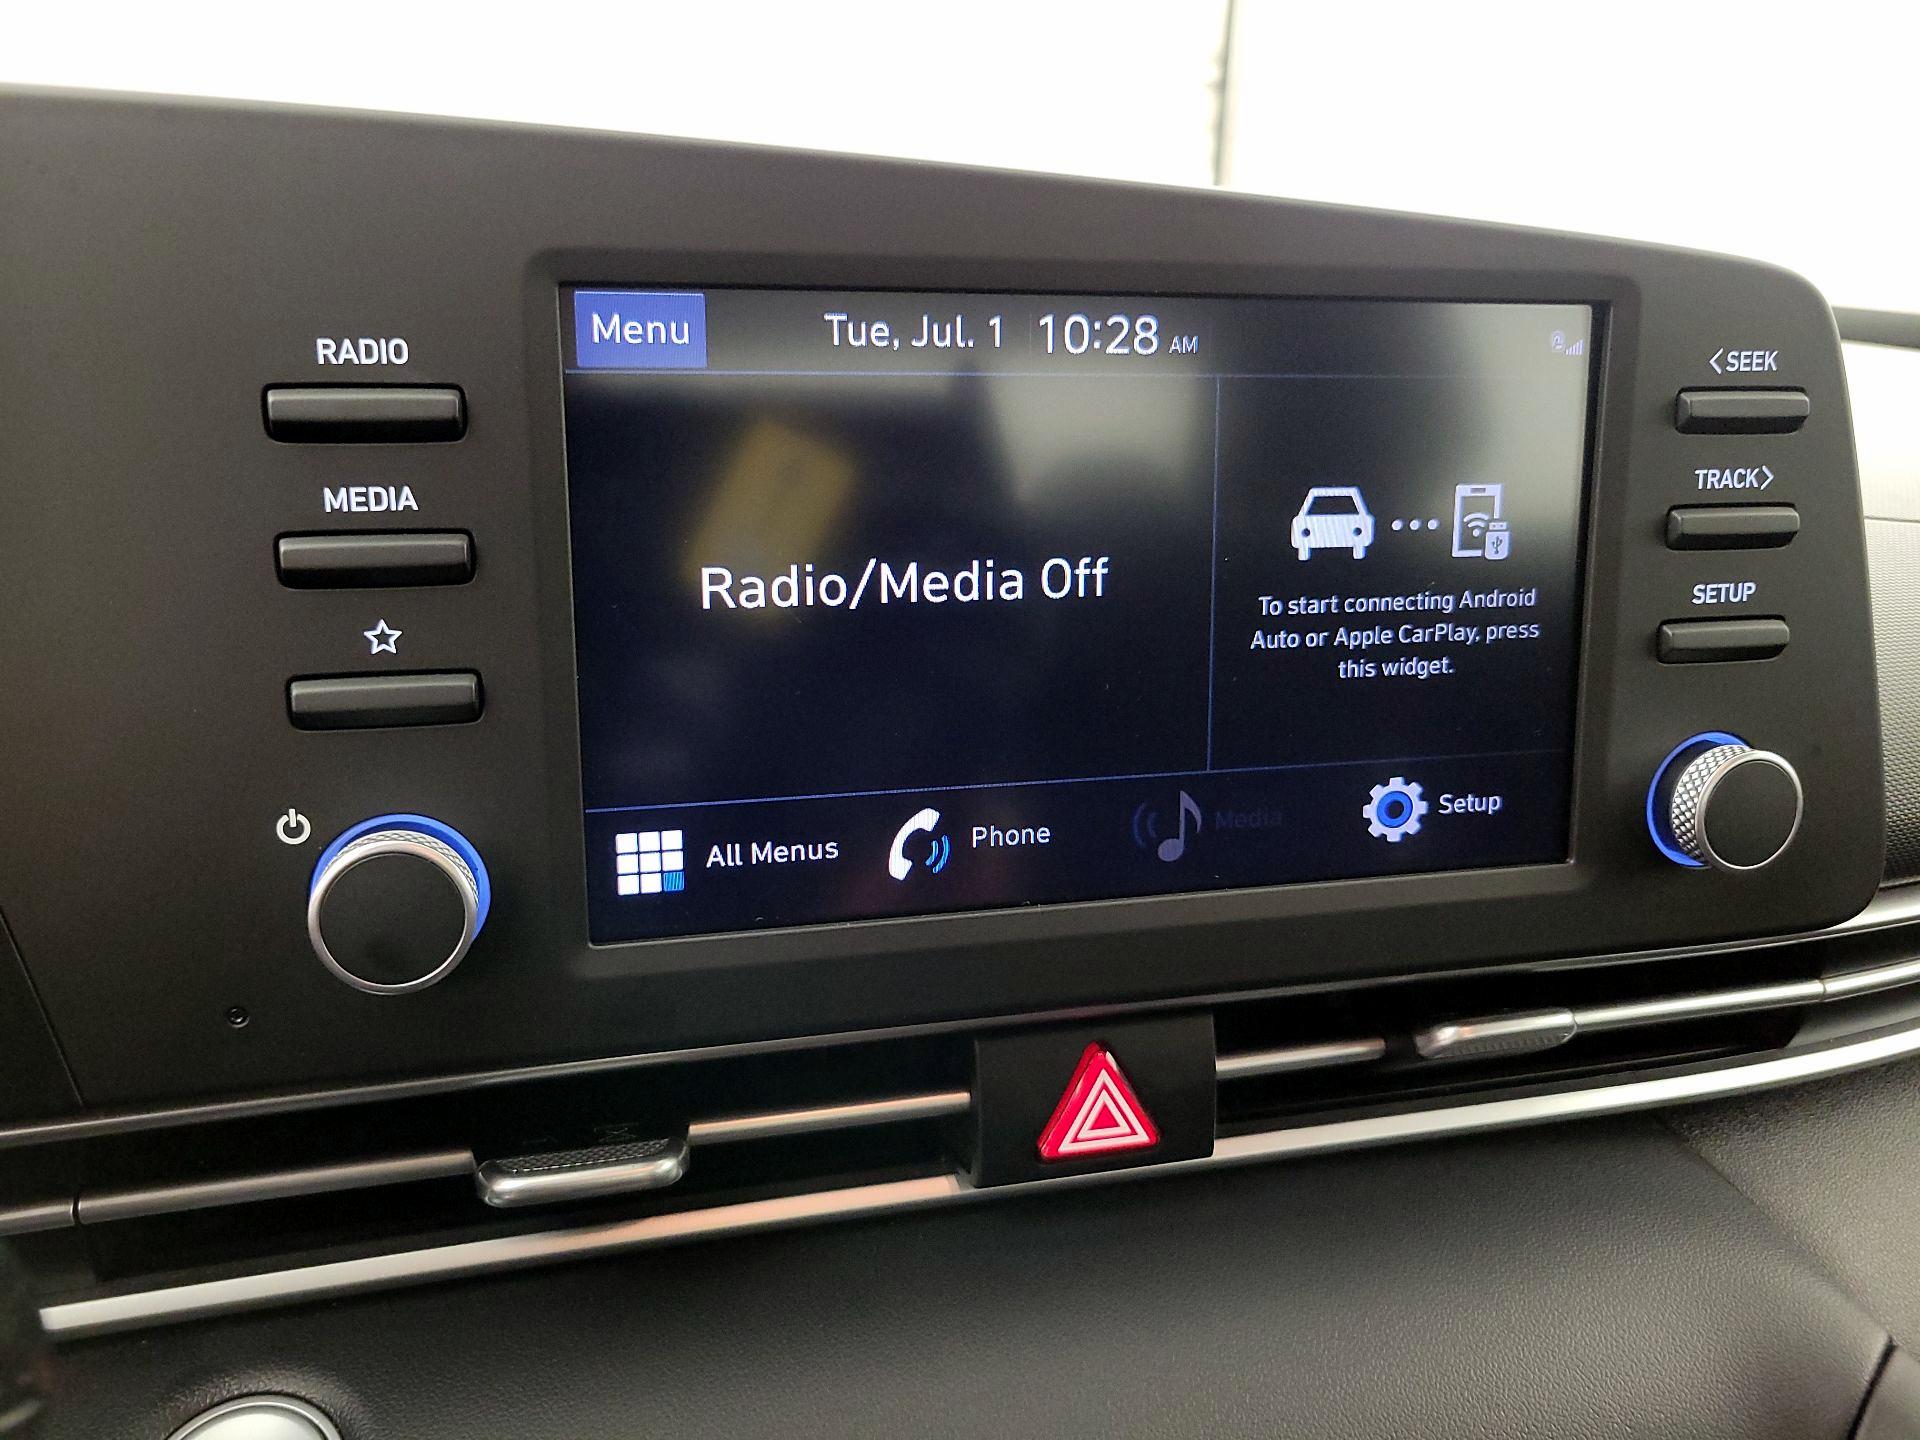 RADIO
MEDIA
Menu
Tue, Jul. 1 10:28 AM
Radio/Media Off
To start connecting Android
Auto or Apple CarPlay, press
this widget.
All Menus
Phone
Media
Setup
<SEEK
TRACK>
SETUP